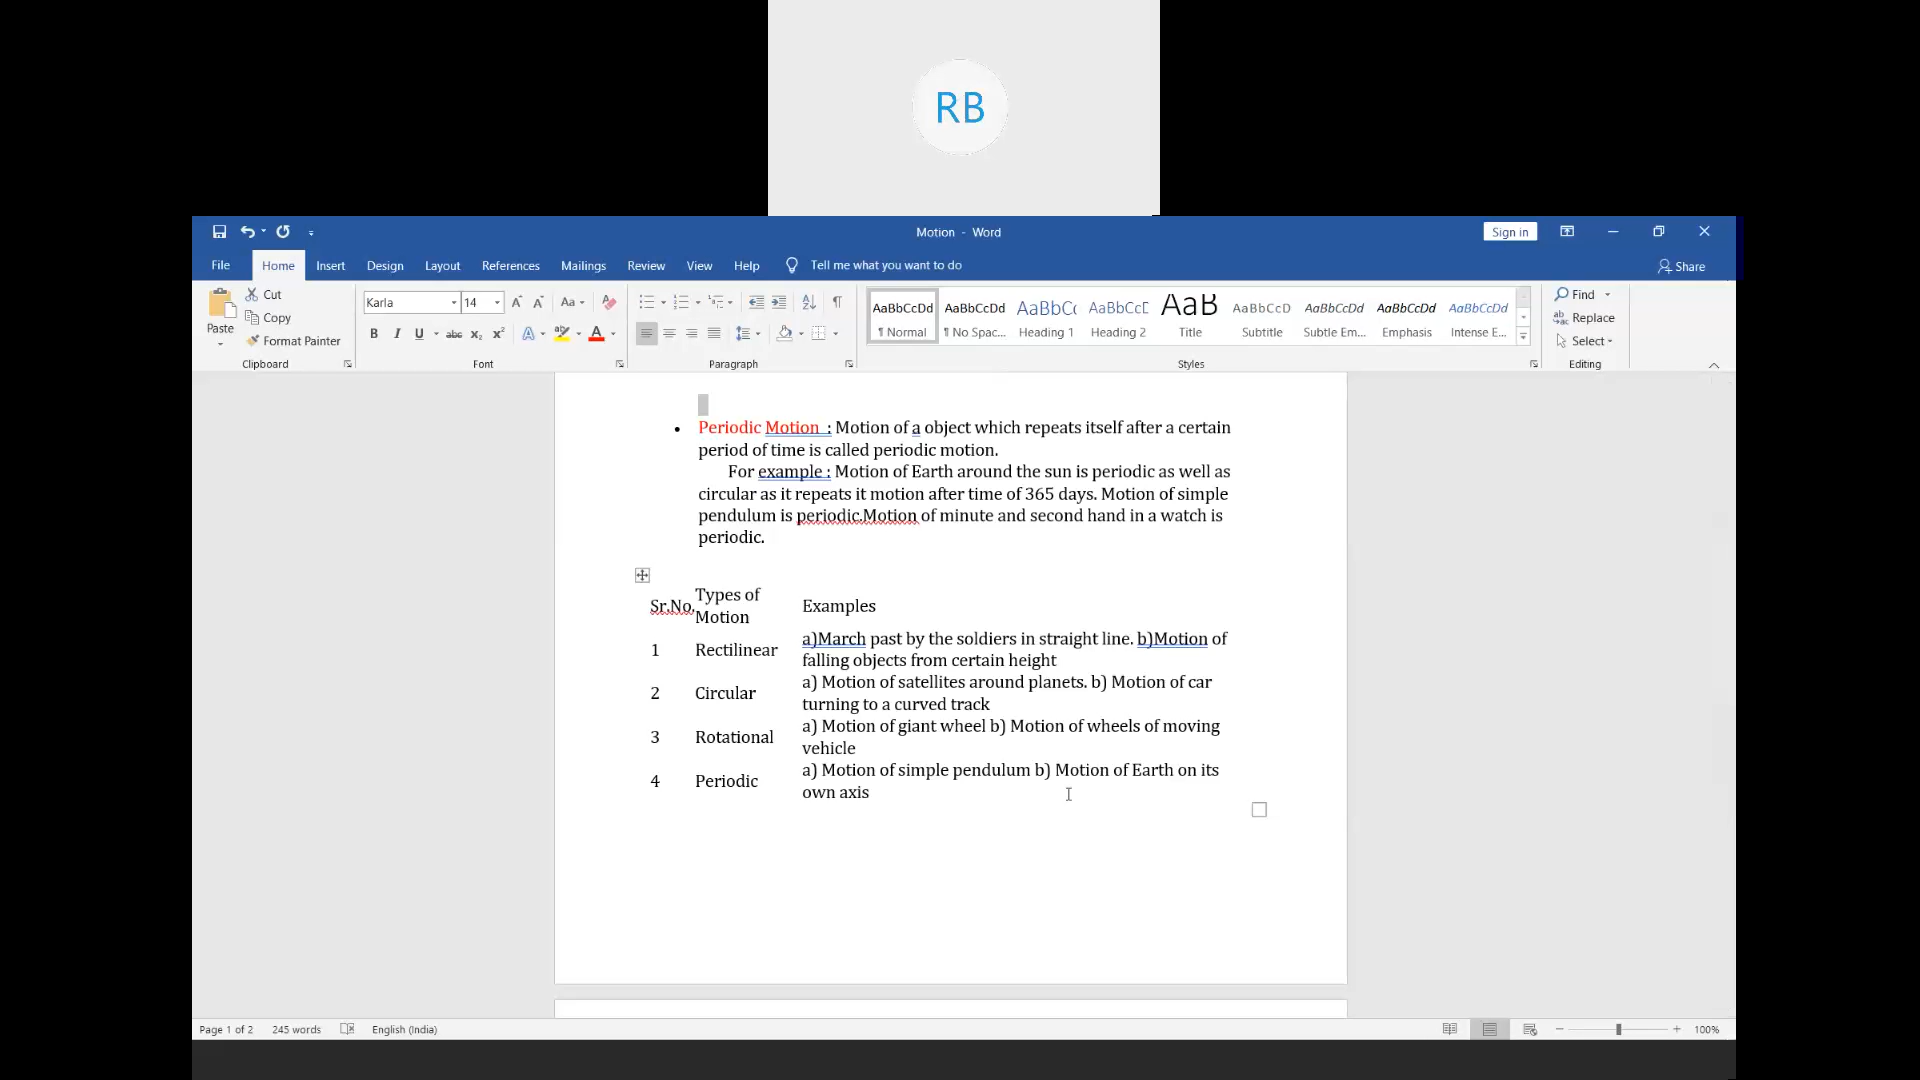 RB
Motion - Word
Sign in
File Home Insert Design Layout References Mailings Review View Help Tell me what you want to do Share
Paste
Cut
Copy
Format Painter
Karla 14
Aa
AaBbCcDd AaBbCcDd AaBbCc AaBbCcE AaB AaBbCcD AaBbCcDd AaBbCcDd AaBbCcDd
¶ Normal ¶ No Spac... Heading 1 Heading 2 Title Subtitle Subtle Em... Emphasis Intense E...
Find
Replace
Select
Clipboard Font Paragraph Styles Editing
• Periodic Motion : Motion of a object which repeats itself after a certain
period of time is called periodic motion.
For example : Motion of Earth around the sun is periodic as well as
circular as it repeats it motion after time of 365 days. Motion of simple
pendulum is periodic.Motion of minute and second hand in a watch is
periodic.
Sr.No. Types of Motion Examples
1 Rectilinear a)March past by the soldiers in straight line. b)Motion of
falling objects from certain height
2 Circular a) Motion of satellites around planets. b) Motion of car
turning to a curved track
3 Rotational a) Motion of giant wheel b) Motion of wheels of moving
vehicle
4 Periodic a) Motion of simple pendulum b) Motion of Earth on its
own axis
Page 1 of 2 245 words English (India) 100%